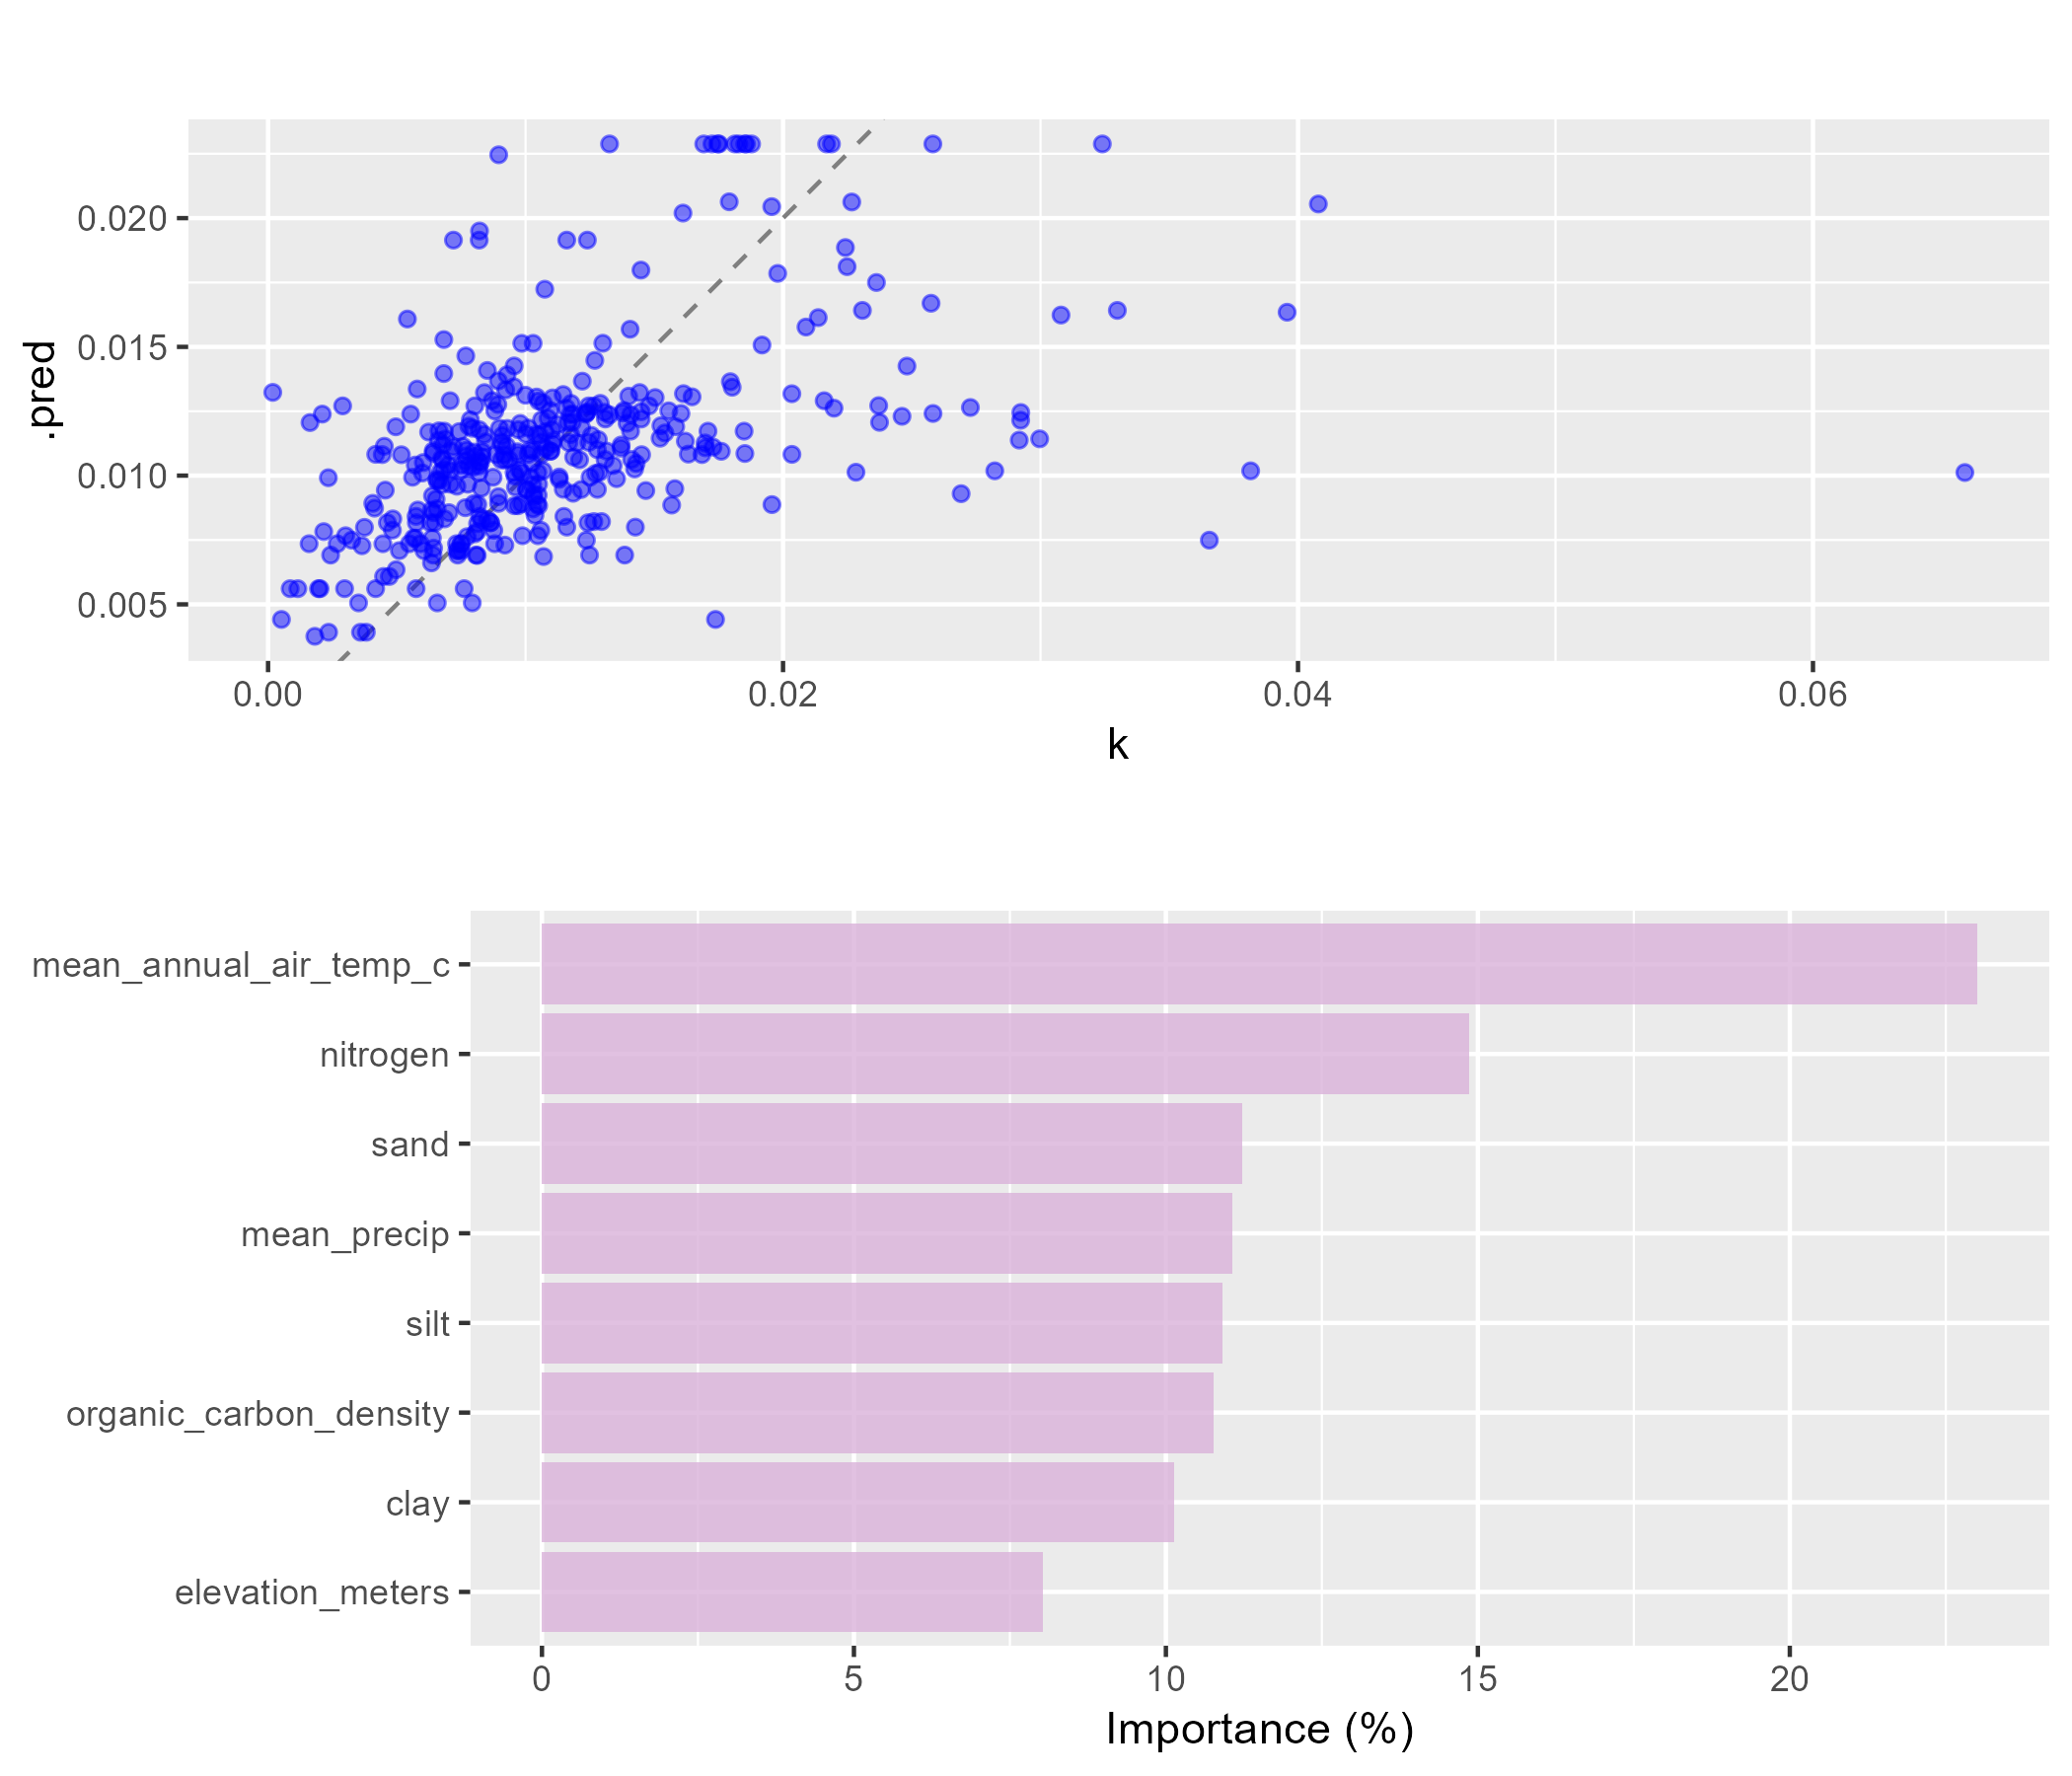 .pred
0.020
0.015
0.010
0.005
0.00 0.02 0.04 0.06
k
mean_annual_air_temp_c
nitrogen
sand
mean_precip
silt
organic_carbon_density
clay
elevation_meters
0 5 10 15 20
Importance (%)